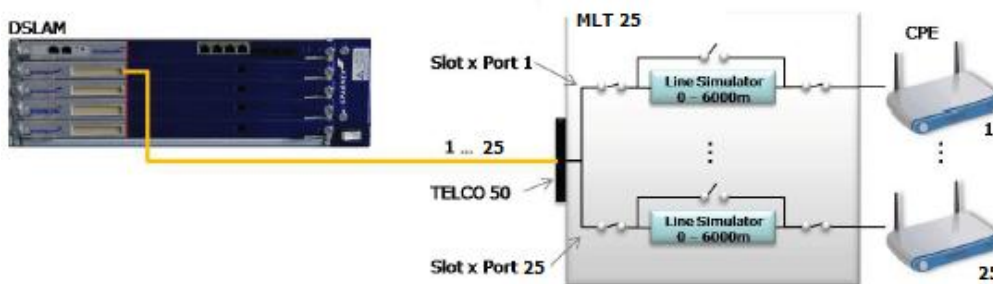 DSLAM
MLT 25
CPE
Slot x Port 1
Line Simulator
0 – 6000m
1
1 ... 25
TELCO 50
Line Simulator
0 – 6000m
Slot x Port 25
25